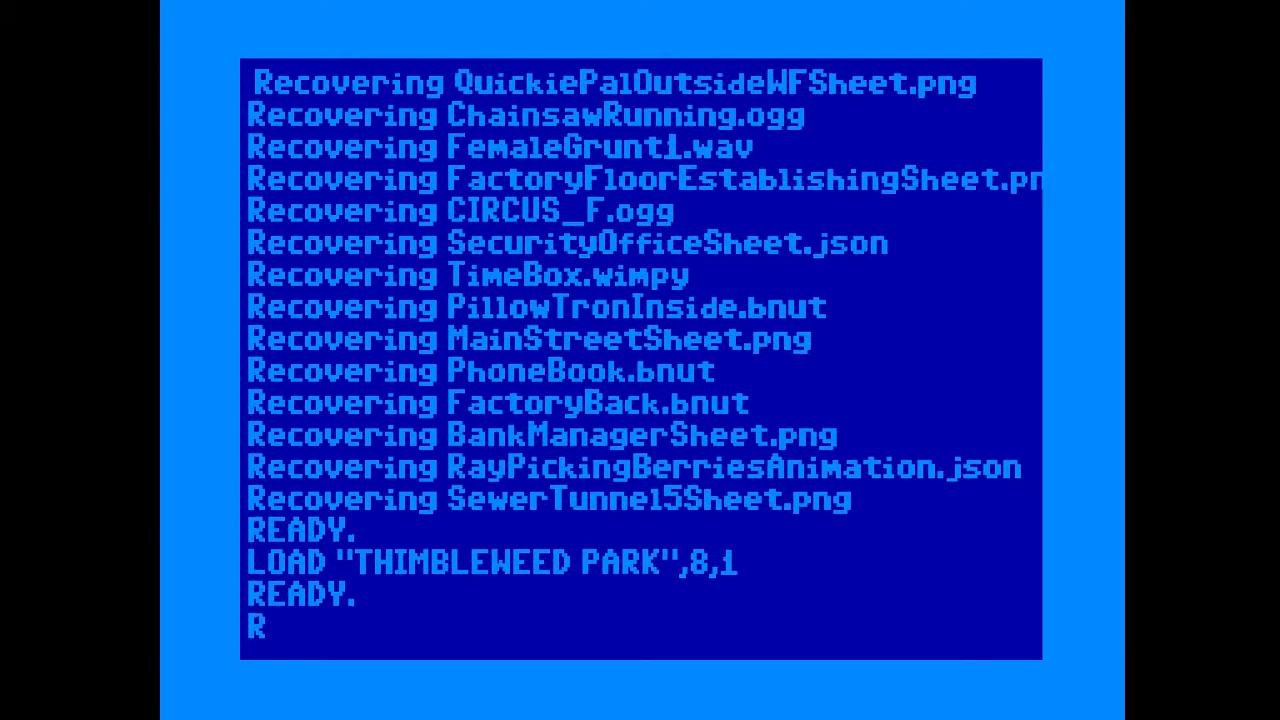 Recovering QuickiePalOutsideWFSheet.png
Recovering ChainsawRunning.ogg
Recovering FemaleGrunt1.wav
Recovering FactoryFloorEstablishingSheet.pn
Recovering CIRCUS_F.ogg
Recovering SecurityOfficeSheet.json
Recovering TimeBox.wimpy
Recovering PillowTronInside.bnut
Recovering MainStreetSheet.png
Recovering PhoneBook.bnut
Recovering FactoryBack.bnut
Recovering BankManagerSheet.png
Recovering RayPickingBerriesAnimation.json
Recovering SewerTunnel5Sheet.png
READY.
LOAD "THIMBLEWEED PARK",8,1
READY.
R